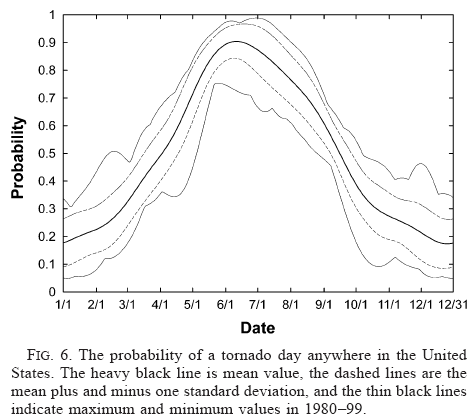 1
0.9
0.8
0.7
0.6
0.5
0.4
0.3
0.2
0.1
0
Probability
1/1 2/1 3/1 4/1 5/1 6/1 7/1 8/1 9/1 10/1 11/1 12/1 12/31
Date
FIG. 6. The probability of a tornado day anywhere in the United
States. The heavy black line is mean value, the dashed lines are the
mean plus and minus one standard deviation, and the thin black lines
indicate maximum and minimum values in 1980–99.